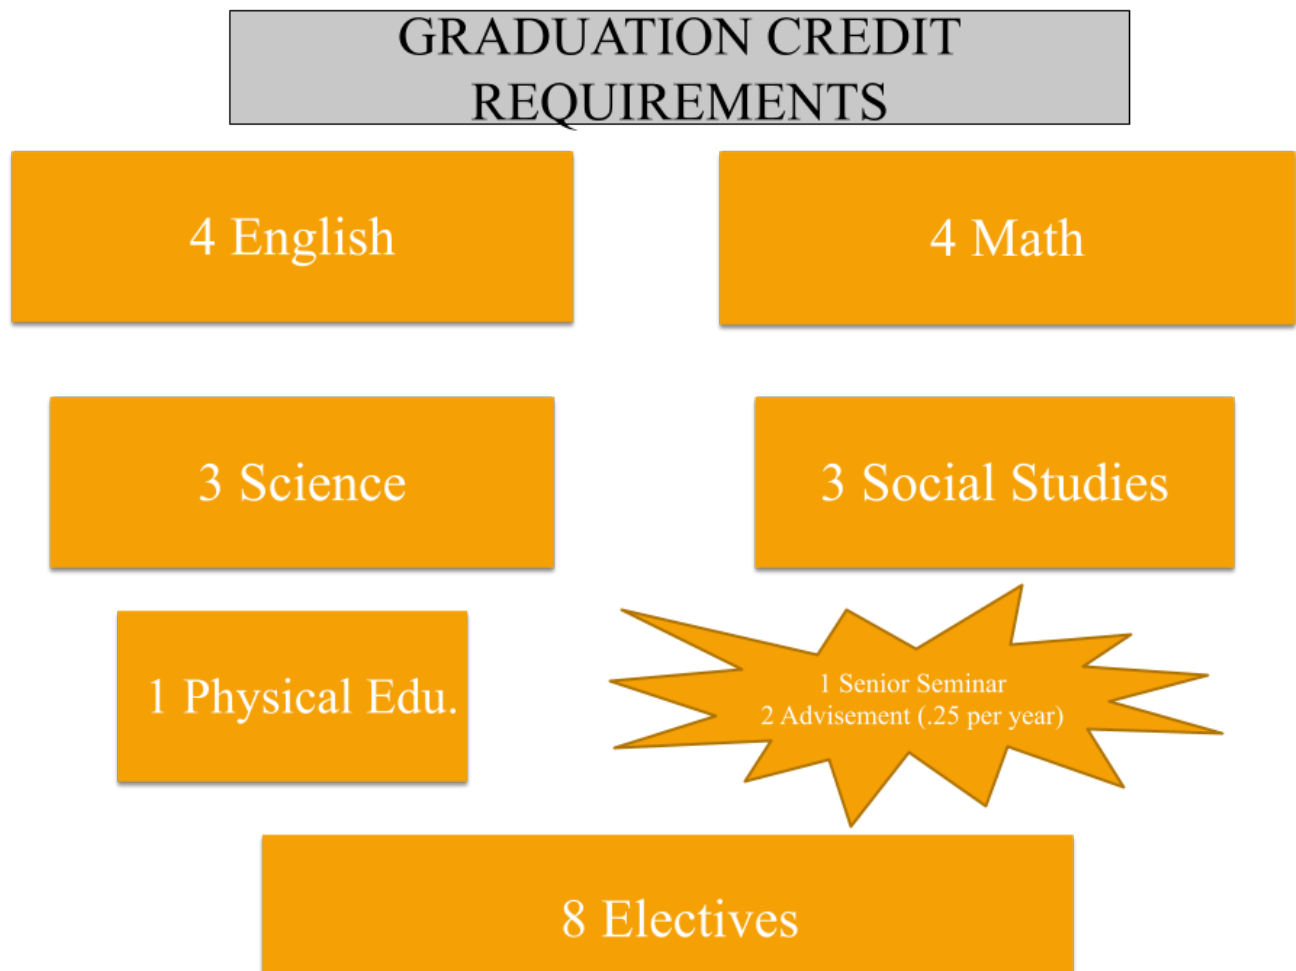 GRADUATION CREDIT
REQUIREMENTS
4 English
4 Math
3 Science
3 Social Studies
1 Physical Edu.
1 Senior Seminar
2 Advisement (.25 per year)
8 Electives